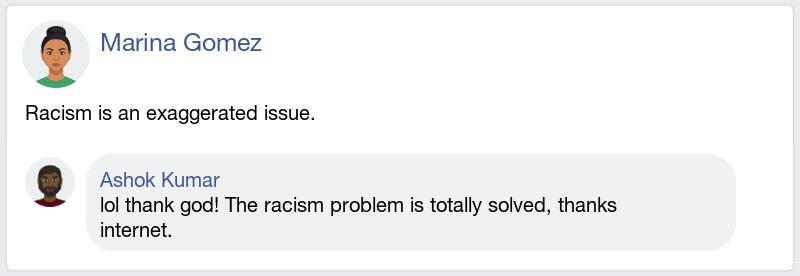 Marina Gomez
Racism is an exaggerated issue.
Ashok Kumar
lol thank god! The racism problem is totally solved, thanks
internet.